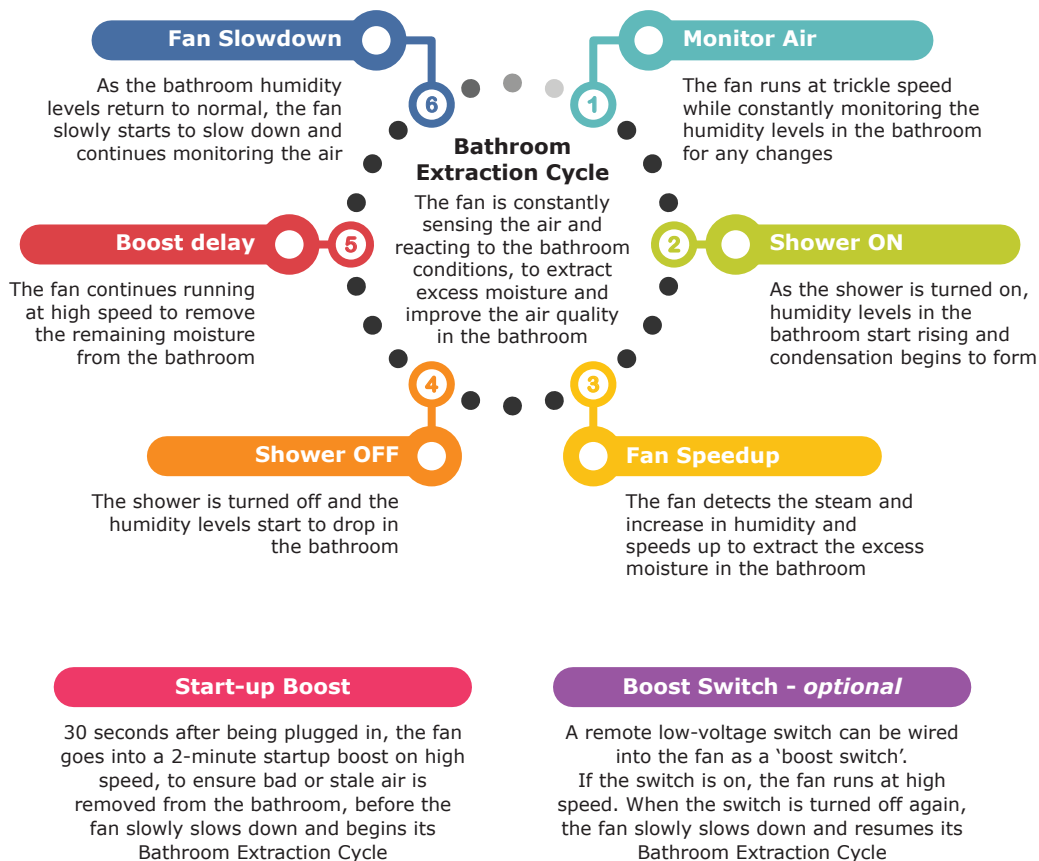 Monitor Air
1
The fan runs at trickle speed
while constantly monitoring the
humidity levels in the bathroom
for any changes
2
Shower ON
As the shower is turned on,
humidity levels in the
bathroom start rising and
condensation begins to form
3
Fan Speedup
The fan detects the steam and
increase in humidity and
speeds up to extract the excess
moisture in the bathroom
4
Shower OFF
The shower is turned off and the
humidity levels start to drop in
the bathroom
5
Boost delay
The fan continues running
at high speed to remove
the remaining moisture
from the bathroom
6
Fan Slowdown
As the bathroom humidity
levels return to normal, the fan
slowly starts to slow down and
continues monitoring the air
Bathroom
Extraction Cycle
The fan is constantly
sensing the air and
reacting to the bathroom
conditions, to extract
excess moisture and
improve the air quality
in the bathroom
Start-up Boost
30 seconds after being plugged in, the fan
goes into a 2-minute startup boost on high
speed, to ensure bad or stale air is
removed from the bathroom, before the
fan slowly slows down and begins its
Bathroom Extraction Cycle
Boost Switch - optional
A remote low-voltage switch can be wired
into the fan as a ‘boost switch’.
If the switch is on, the fan runs at high
speed. When the switch is turned off again,
the fan slowly slows down and resumes its
Bathroom Extraction Cycle